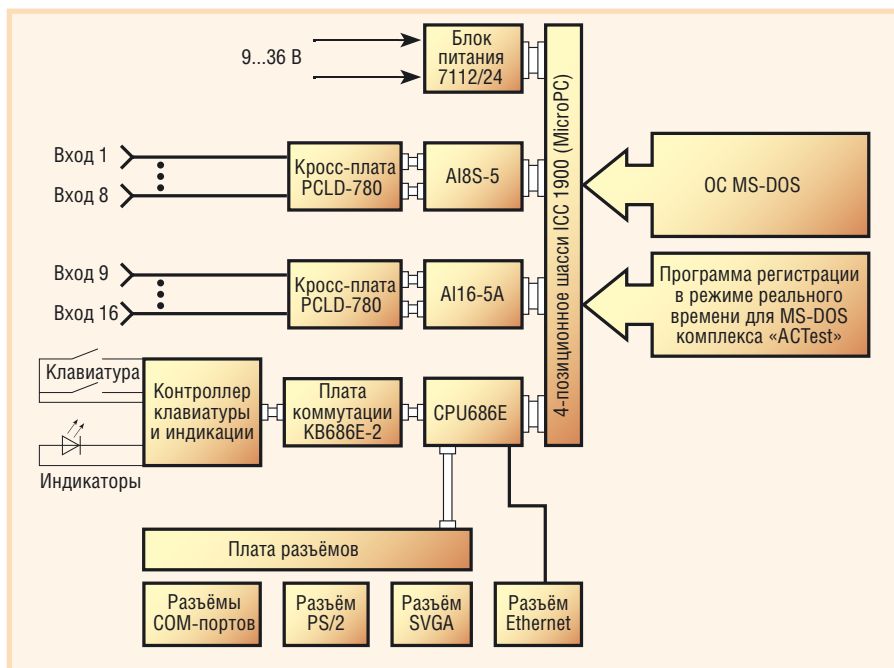 9...36 В
Блок
питания
7112/24
4-позиционное шасси ICC 1900 (MicroPC)
Вход 1
Вход 8
Кросс-плата
PCLD-780
AI8S-5
ОС MS-DOS
Вход 9
Вход 16
Кросс-плата
PCLD-780
AI16-5A
Программа регистрации
в режиме реального
времени для MS-DOS
комплекса «ACTest»
Клавиатура
Индикаторы
Контроллер
клавиатуры
и индикации
Плата
коммутации
KB686E-2
CPU686E
Плата разъёмов
Разъёмы
COM-портов
Разъём
PS/2
Разъём
SVGA
Разъём
Ethernet